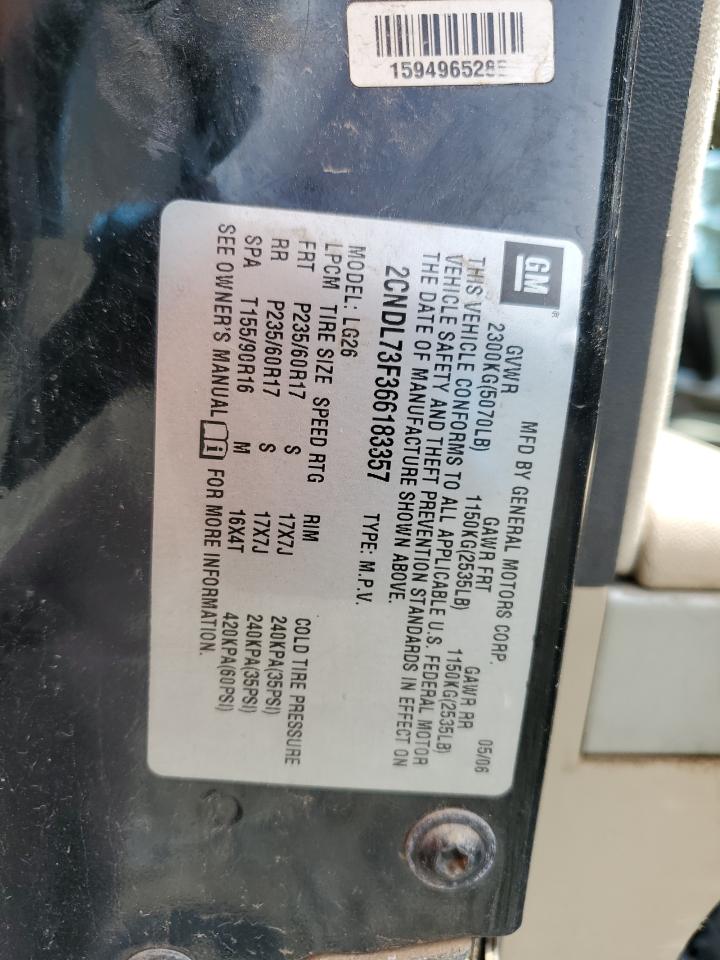 1594965285
GM®
MFD BY GENERAL MOTORS CORP. 05/06
GVWR GAWR FRT GAWR RR
2300KG(5070LB) 1150KG(2535LB) 1150KG(2535LB)
THIS VEHICLE CONFORMS TO ALL APPLICABLE U.S. FEDERAL MOTOR
VEHICLE SAFETY AND THEFT PREVENTION STANDARDS IN EFFECT ON
THE DATE OF MANUFACTURE SHOWN ABOVE.
2CNDL73F366183357 TYPE: M.P.V.
MODEL: LG26
LPCM TIRE SIZE SPEED RTG RIM COLD TIRE PRESSURE
FRT P235/60R17 S 17X7J 240KPA(35PSI)
RR P235/60R17 S 17X7J 240KPA(35PSI)
SPA T155/90R16 M 16X4T 420KPA(60PSI)
SEE OWNER'S MANUAL FOR MORE INFORMATION.